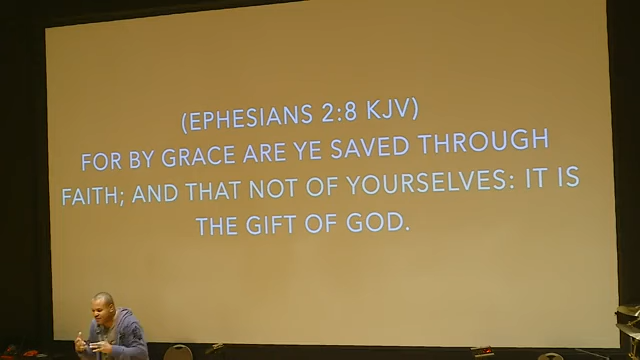 (EPHESIANS 2:8 KJV)
FOR BY GRACE ARE YE SAVED THROUGH
FAITH; AND THAT NOT OF YOURSELVES: IT IS
THE GIFT OF GOD.